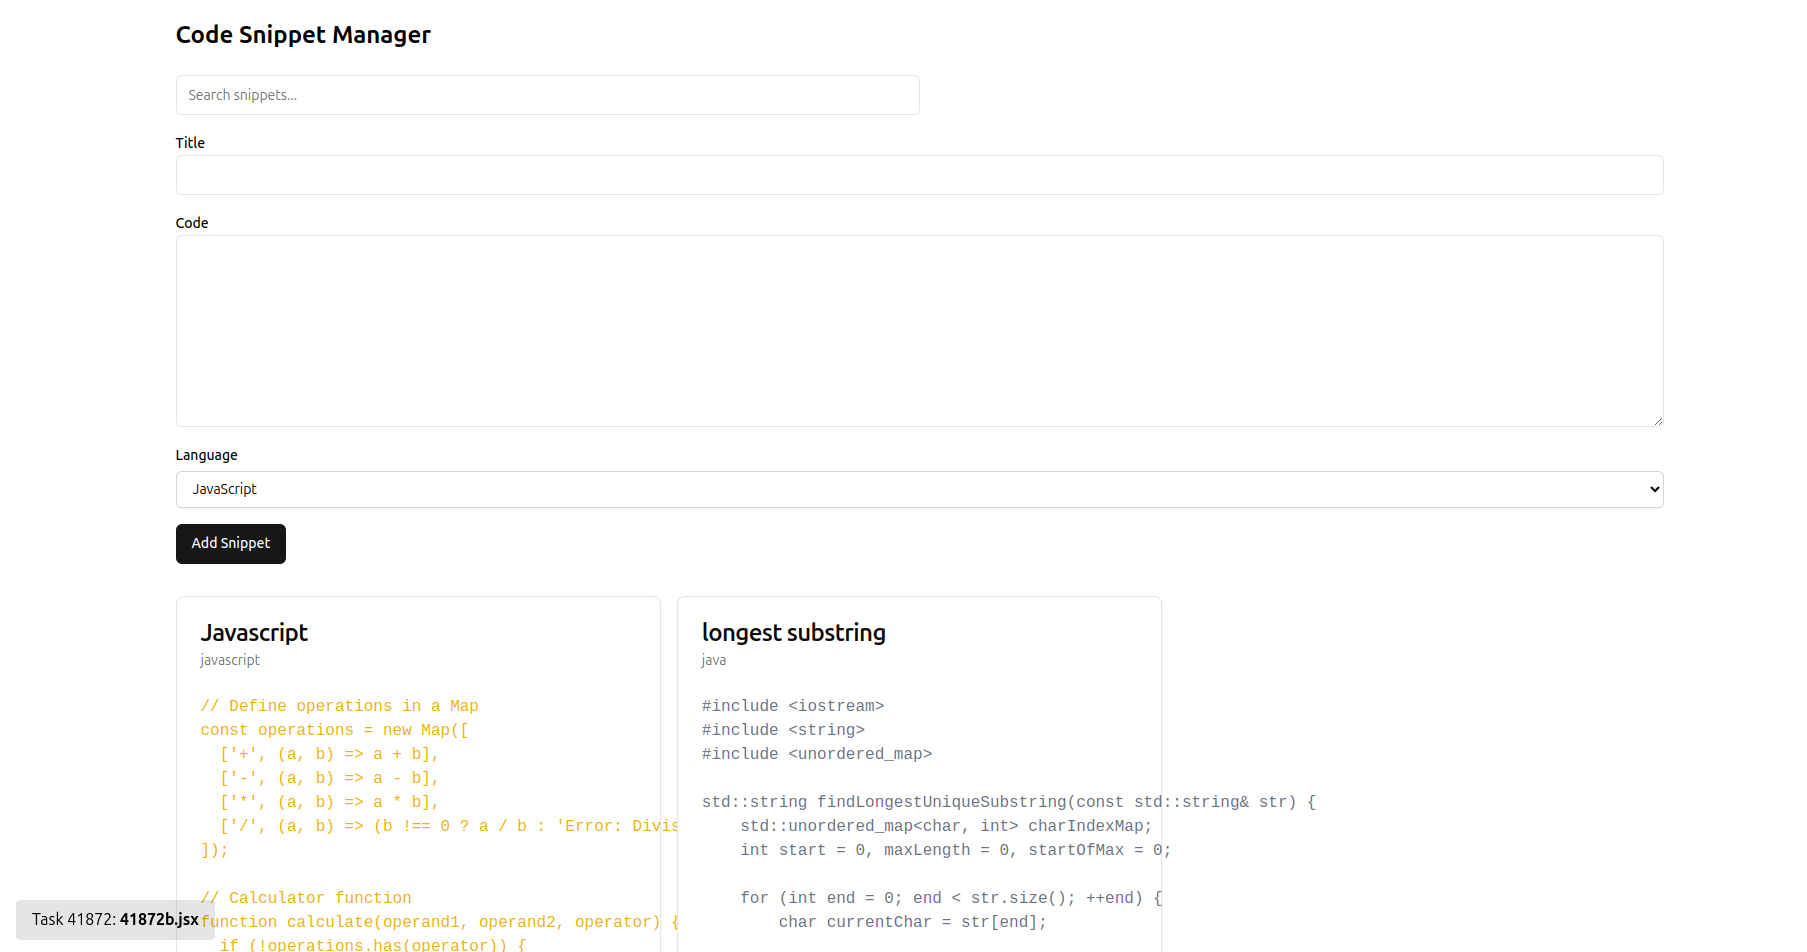 Code Snippet Manager
Search snippets...
Title
Code
Language
JavaScript
Add Snippet
Javascript
javascript
// Define operations in a Map
const operations = new Map([
  ['+', (a, b) => a + b],
  ['-', (a, b) => a - b],
  ['*', (a, b) => a * b],
  ['/', (a, b) => (b !== 0 ? a / b : 'Error: Divis
]);
// Calculator function
function calculate(operand1, operand2, operator) {
  if (!operations.has(operator)) {
longest substring
java
#include <iostream>
#include <string>
#include <unordered_map>
std::string findLongestUniqueSubstring(const std::string& str) {
    std::unordered_map<char, int> charIndexMap;
    int start = 0, maxLength = 0, startOfMax = 0;
    for (int end = 0; end < str.size(); ++end) {
        char currentChar = str[end];
Task 41872: 41872b.jsx